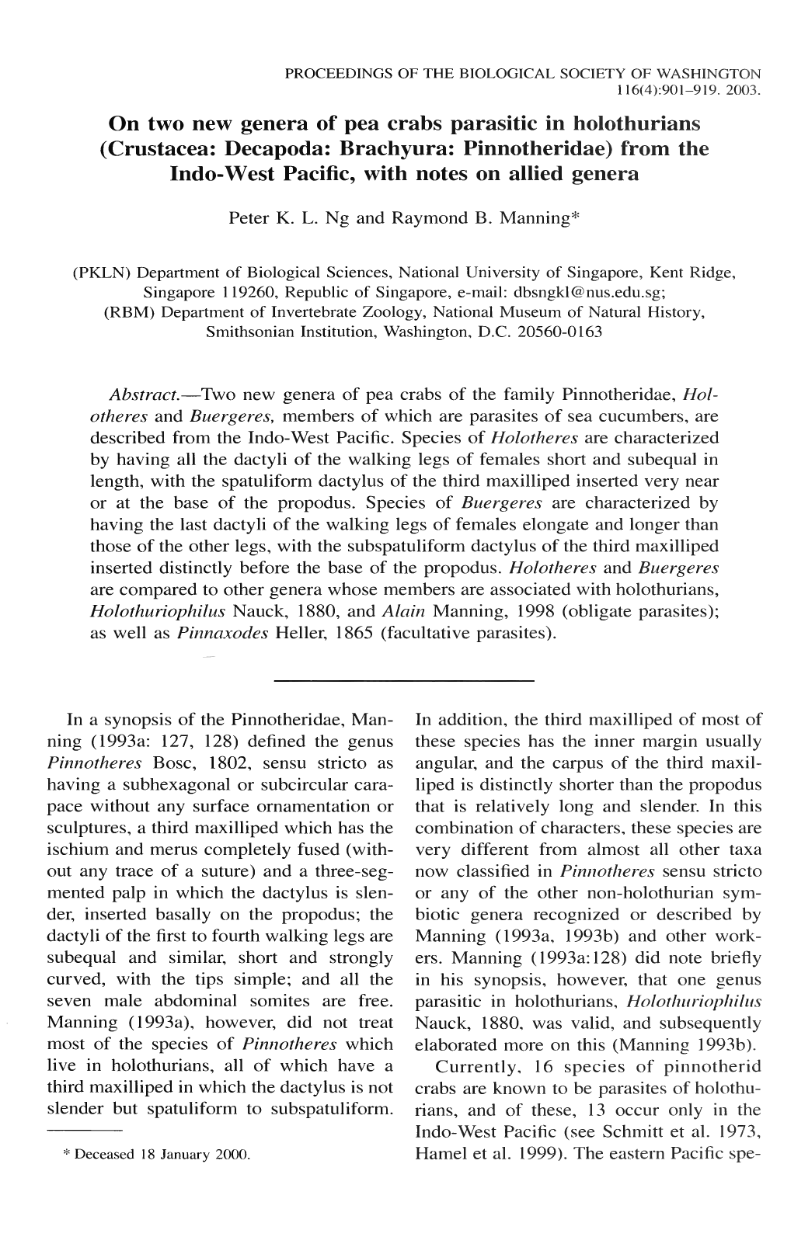 PROCEEDINGS OF THE BIOLOGICAL SOCIETY OF WASHINGTON
116(4):901–919. 2003.
On two new genera of pea crabs parasitic in holothurians
(Crustacea: Decapoda: Brachyura: Pinnotheridae) from the
Indo-West Pacific, with notes on allied genera
Peter K. L. Ng and Raymond B. Manning*
(PKLN) Department of Biological Sciences, National University of Singapore, Kent Ridge,
Singapore 119260, Republic of Singapore, e-mail: dbsngkl@nus.edu.sg;
(RBM) Department of Invertebrate Zoology, National Museum of Natural History,
Smithsonian Institution, Washington, D.C. 20560-0163
Abstract.—Two new genera of pea crabs of the family Pinnotheridae, Hol-
otheres and Buergeres, members of which are parasites of sea cucumbers, are
described from the Indo-West Pacific. Species of Holotheres are characterized
by having all the dactyli of the walking legs of females short and subequal in
length, with the spatuliform dactylus of the third maxilliped inserted very near
or at the base of the propodus. Species of Buergeres are characterized by
having the last dactyli of the walking legs of females elongate and longer than
those of the other legs, with the subspatuliform dactylus of the third maxilliped
inserted distinctly before the base of the propodus. Holotheres and Buergeres
are compared to other genera whose members are associated with holothurians,
Holothuriophilus Nauck, 1880, and Alain Manning, 1998 (obligate parasites);
as well as Pinnaxodes Heller, 1865 (facultative parasites).
In a synopsis of the Pinnotheridae, Man-
ning (1993a: 127, 128) defined the genus
Pinnotheres Bosc, 1802, sensu stricto as
having a subhexagonal or subcircular cara-
pace without any surface ornamentation or
sculptures, a third maxilliped which has the
ischium and merus completely fused (with-
out any trace of a suture) and a three-seg-
mented palp in which the dactylus is slen-
der, inserted basally on the propodus; the
dactyli of the first to fourth walking legs are
subequal and similar, short and strongly
curved, with the tips simple; and all the
seven male abdominal somites are free.
Manning (1993a), however, did not treat
most of the species of Pinnotheres which
live in holothurians, all of which have a
third maxilliped in which the dactylus is not
slender but spatuliform to subspatuliform.
* Deceased 18 January 2000.
In addition, the third maxilliped of most of
these species has the inner margin usually
angular, and the carpus of the third maxil-
liped is distinctly shorter than the propodus
that is relatively long and slender. In this
combination of characters, these species are
very different from almost all other taxa
now classified in Pinnotheres sensu stricto
or any of the other non-holothurian sym-
biotic genera recognized or described by
Manning (1993a, 1993b) and other work-
ers. Manning (1993a:128) did note briefly
in his synopsis, however, that one genus
parasitic in holothurians, Holothuriophilus
Nauck, 1880, was valid, and subsequently
elaborated more on this (Manning 1993b).
Currently, 16 species of pinnotherid
crabs are known to be parasites of holothu-
rians, and of these, 13 occur only in the
Indo-West Pacific (see Schmitt et al. 1973,
Hamel et al. 1999). The eastern Pacific spe-